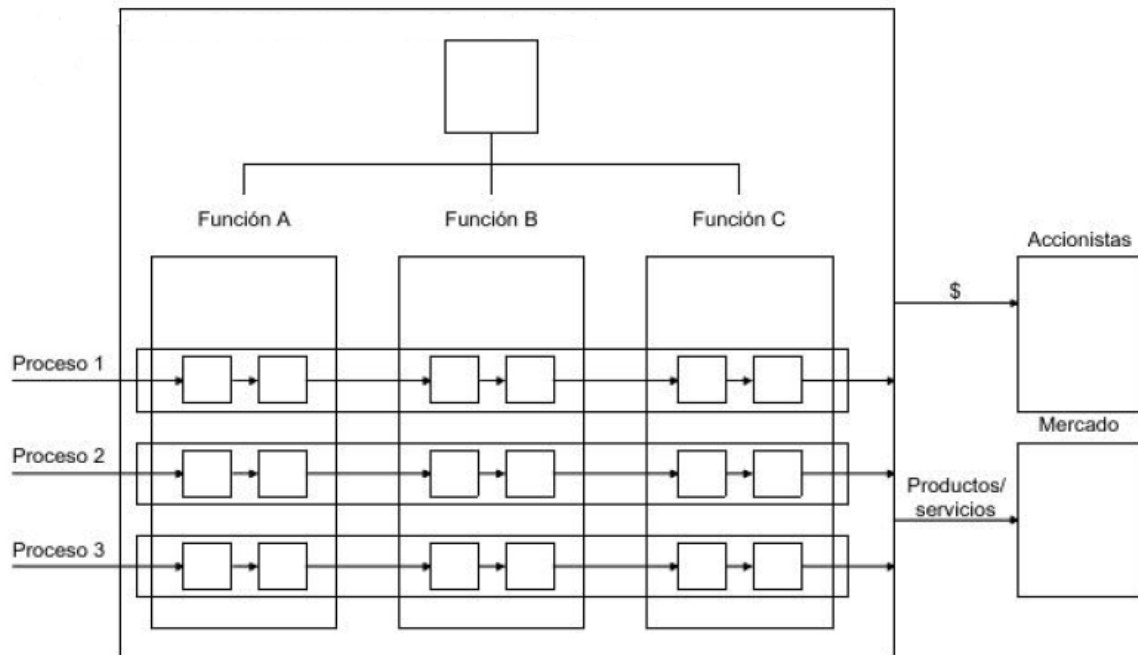 Función A
Función B
Función C
Accionistas
$
Proceso 1
Mercado
Proceso 2
Productos/
servicios
Proceso 3